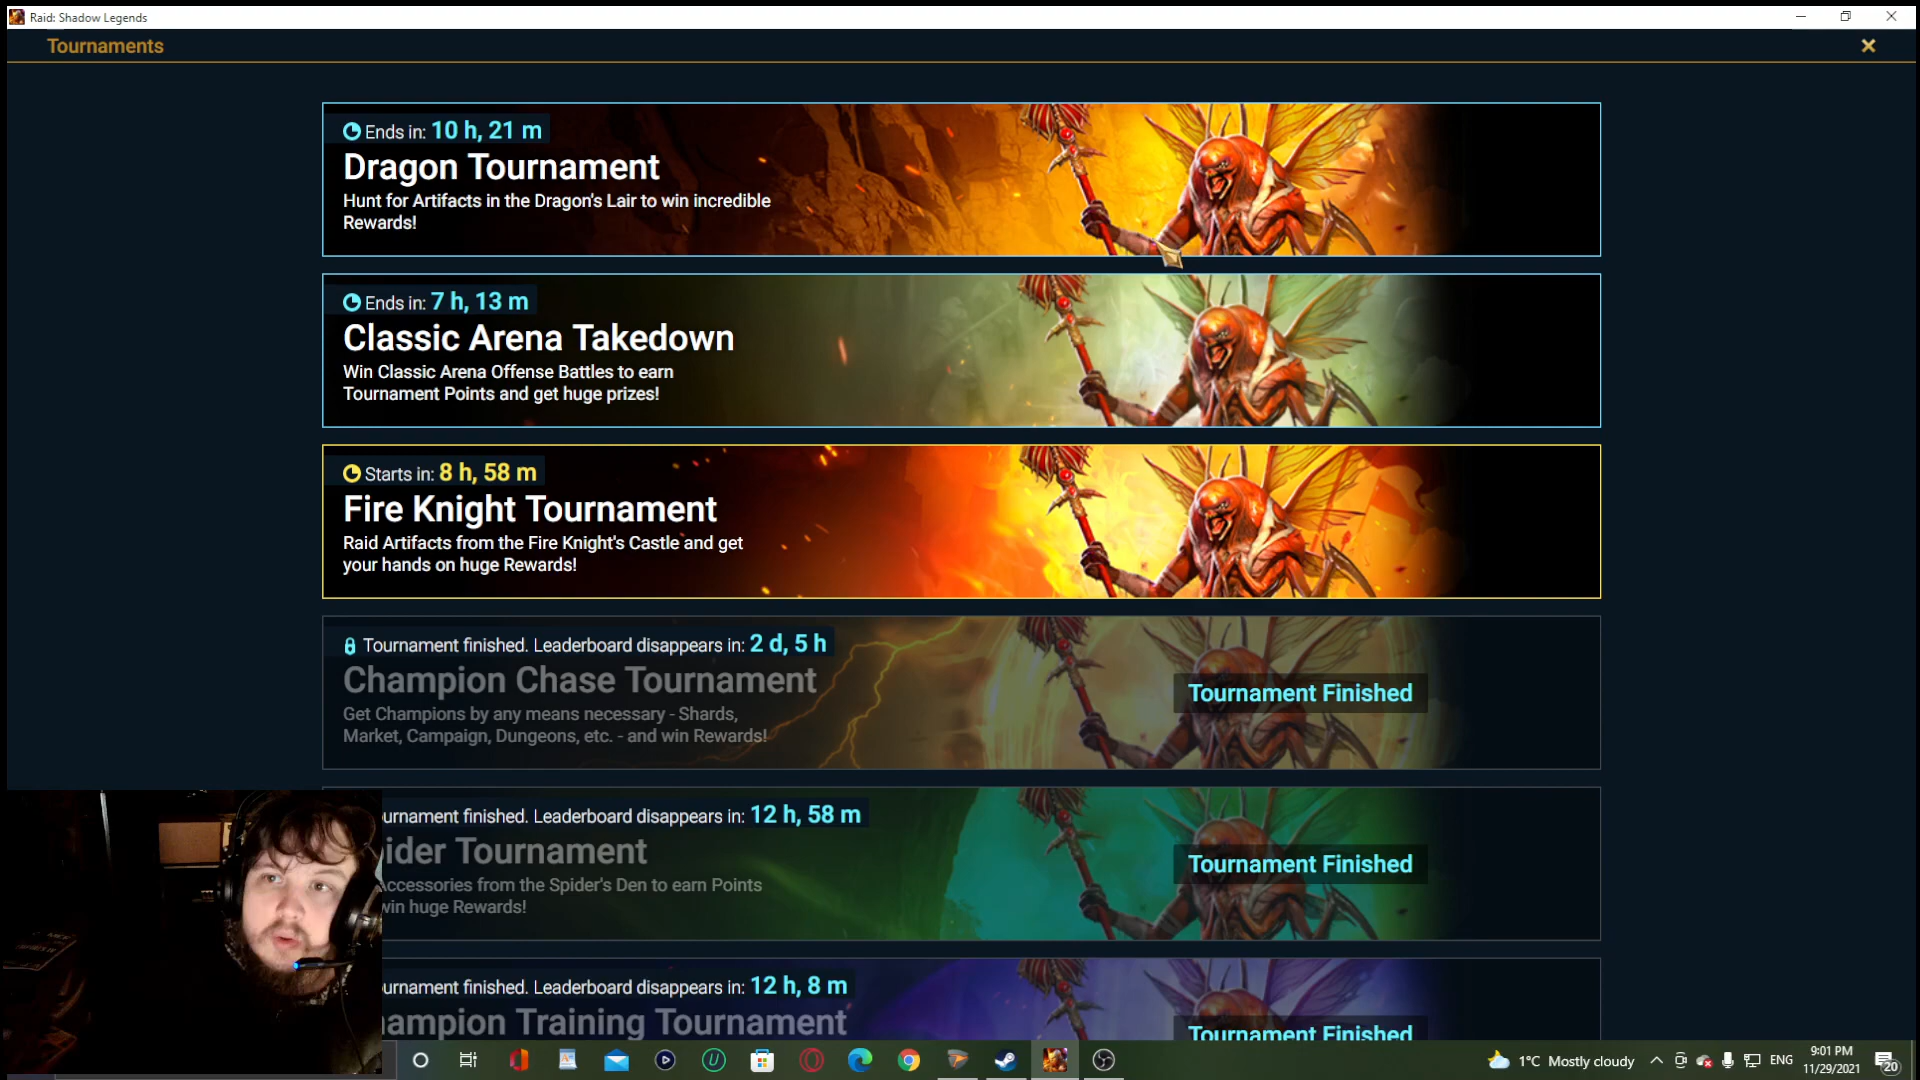 Raid: Shadow Legends
Tournaments
Ends in: 10 h, 21 m
Dragon Tournament
Hunt for Artifacts in the Dragon's Lair to win incredible
Rewards!
Ends in: 7 h, 13 m
Classic Arena Takedown
Win Classic Arena Offense Battles to earn
Tournament Points and get huge prizes!
Starts in: 8 h, 58 m
Fire Knight Tournament
Raid Artifacts from the Fire Knight's Castle and get
your hands on huge Rewards!
Tournament finished. Leaderboard disappears in: 2 d, 5 h
Champion Chase Tournament
Get Champions by any means necessary - Shards,
Market, Campaign, Dungeons, etc. - and win Rewards!
Tournament Finished
urnament finished. Leaderboard disappears in: 12 h, 58 m
ider Tournament
Accessories from the Spider's Den to earn Points
win huge Rewards!
Tournament Finished
urnament finished. Leaderboard disappears in: 12 h, 8 m
ampion Training Tournament
Tournament Finished
1°C Mostly cloudy
ENG
9:01 PM
11/29/2021
20